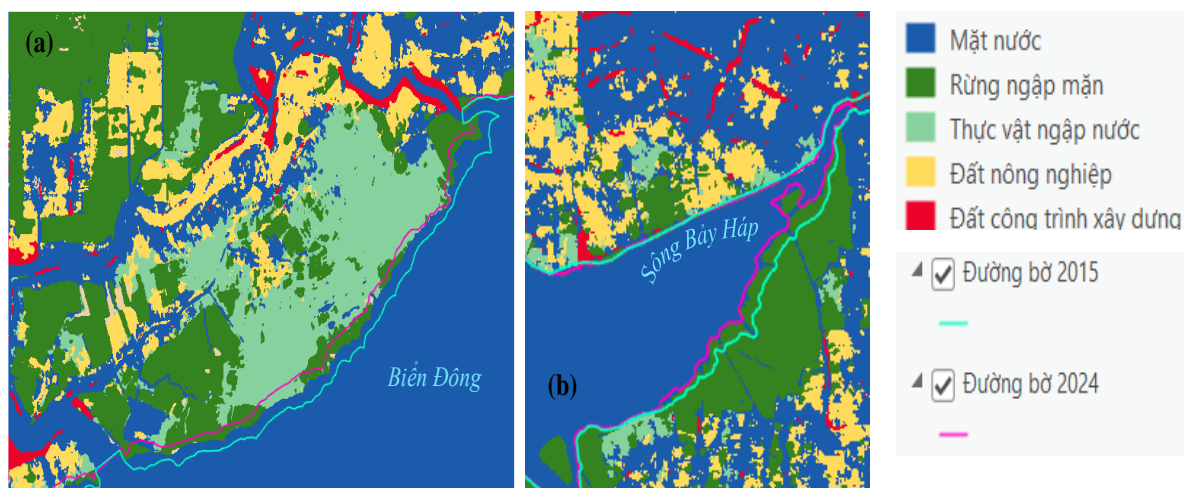 (a)
Biển Đông
Sông Bảy Háp
(b)
Mặt nước
Rừng ngập mặn
Thực vật ngập nước
Đất nông nghiệp
Đất công trình xây dựng
Đường bờ 2015
Đường bờ 2024